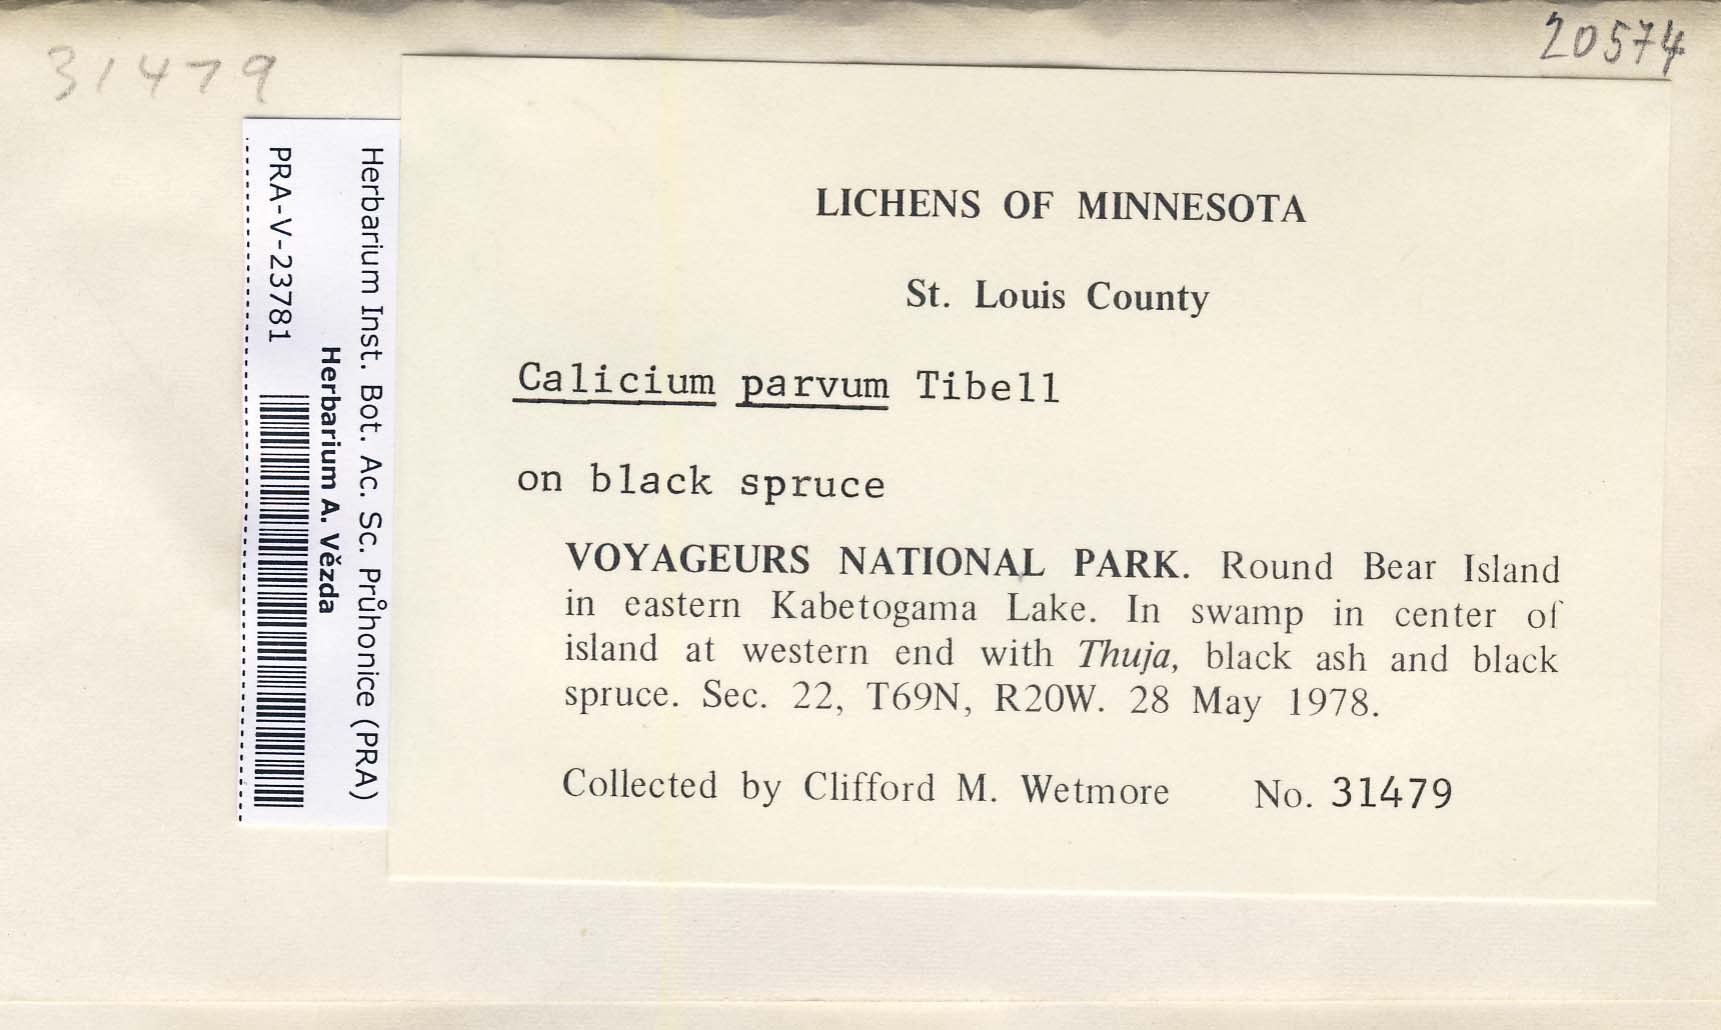 31479
20574
Herbarium Inst. Bot. Ac. Sc. Průhonice (PRA)
Herbarium A. Vězda
PRA-V-23781
LICHENS OF MINNESOTA
St. Louis County
Calicium parvum Tibell
on black spruce
VOYAGEURS NATIONAL PARK. Round Bear Island
in eastern Kabetogama Lake. In swamp in center of
island at western end with Thuja, black ash and black
spruce. Sec. 22, T69N, R20W. 28 May 1978.
Collected by Clifford M. Wetmore No. 31479